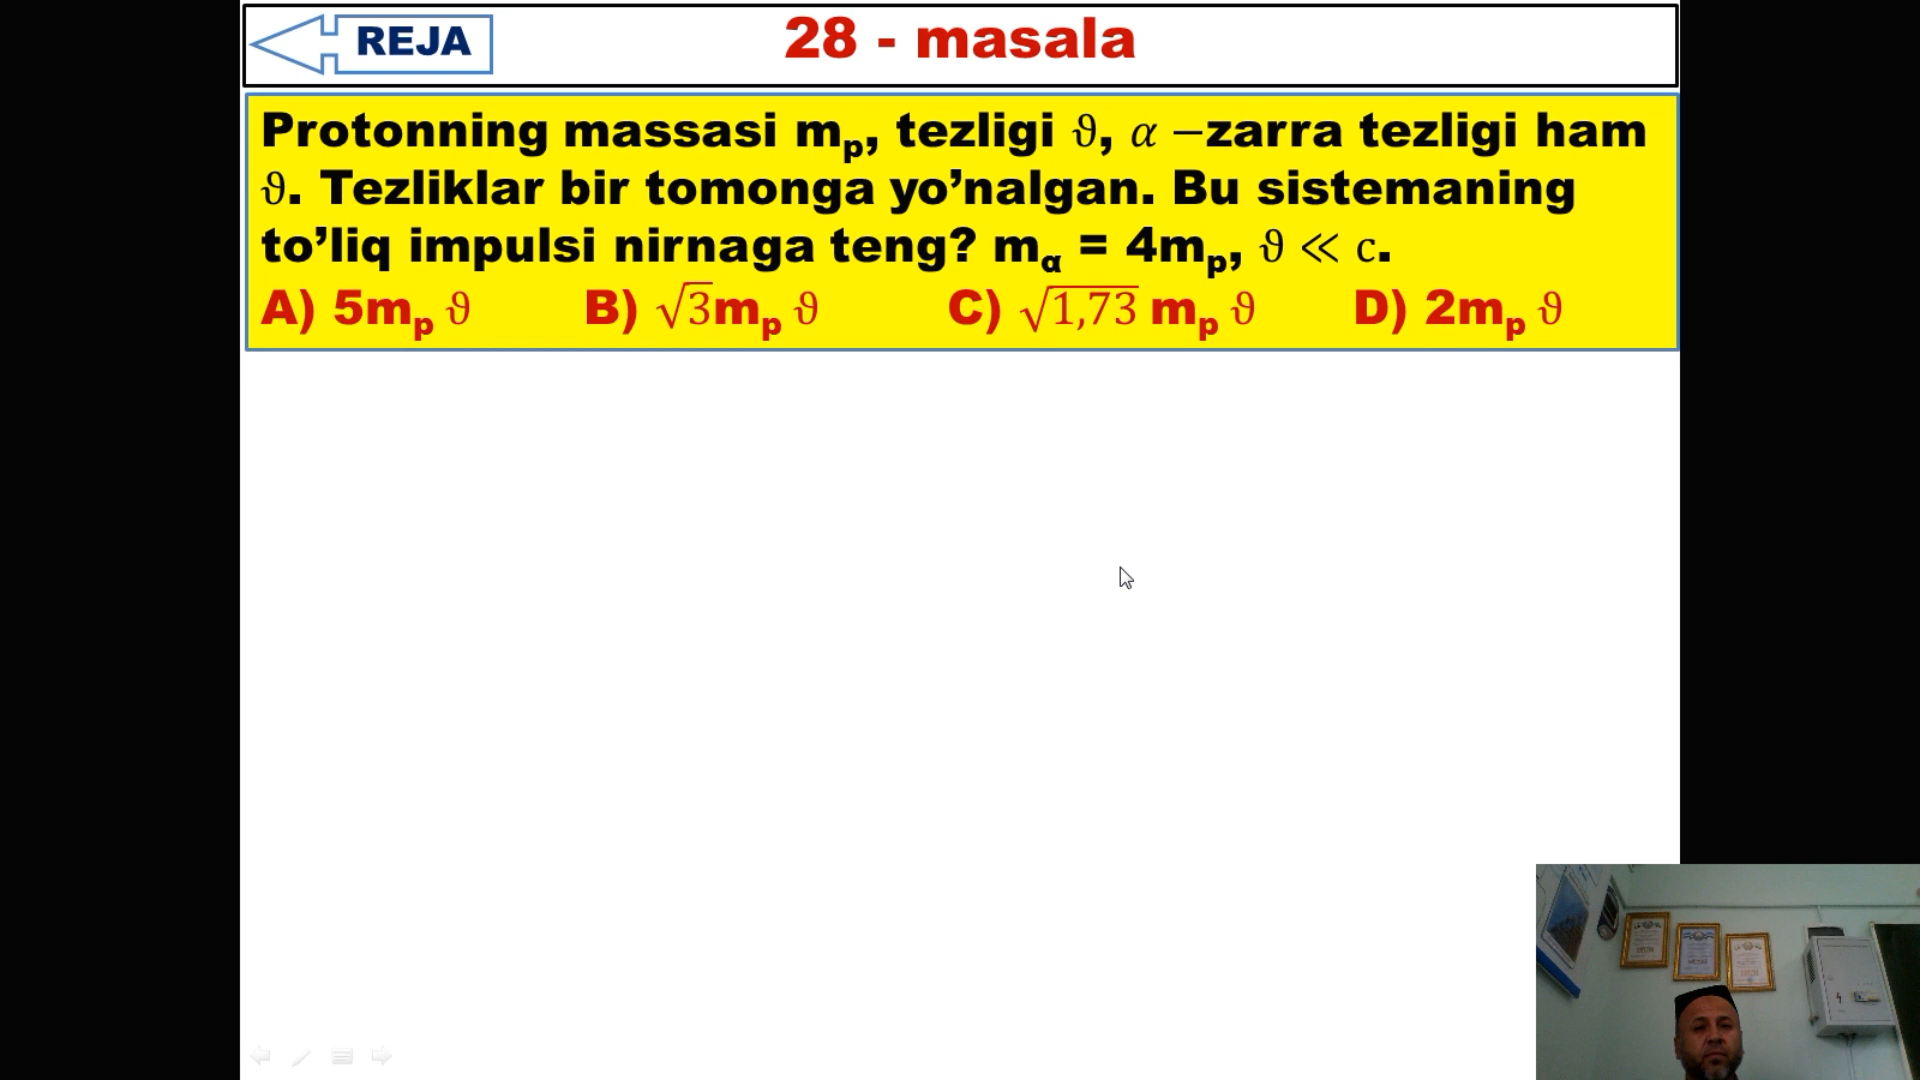 REJA
28 - masala
Protonning massasi mₚ, tezligi ϑ, α −zarra tezligi ham
ϑ. Tezliklar bir tomonga yo’nalgan. Bu sistemaning
to’liq impulsi nirnaga teng? mα = 4mₚ, ϑ ≪ c.
A) 5mₚ ϑ B) √3mₚ ϑ C) √1,73 mₚ ϑ D) 2mₚ ϑ